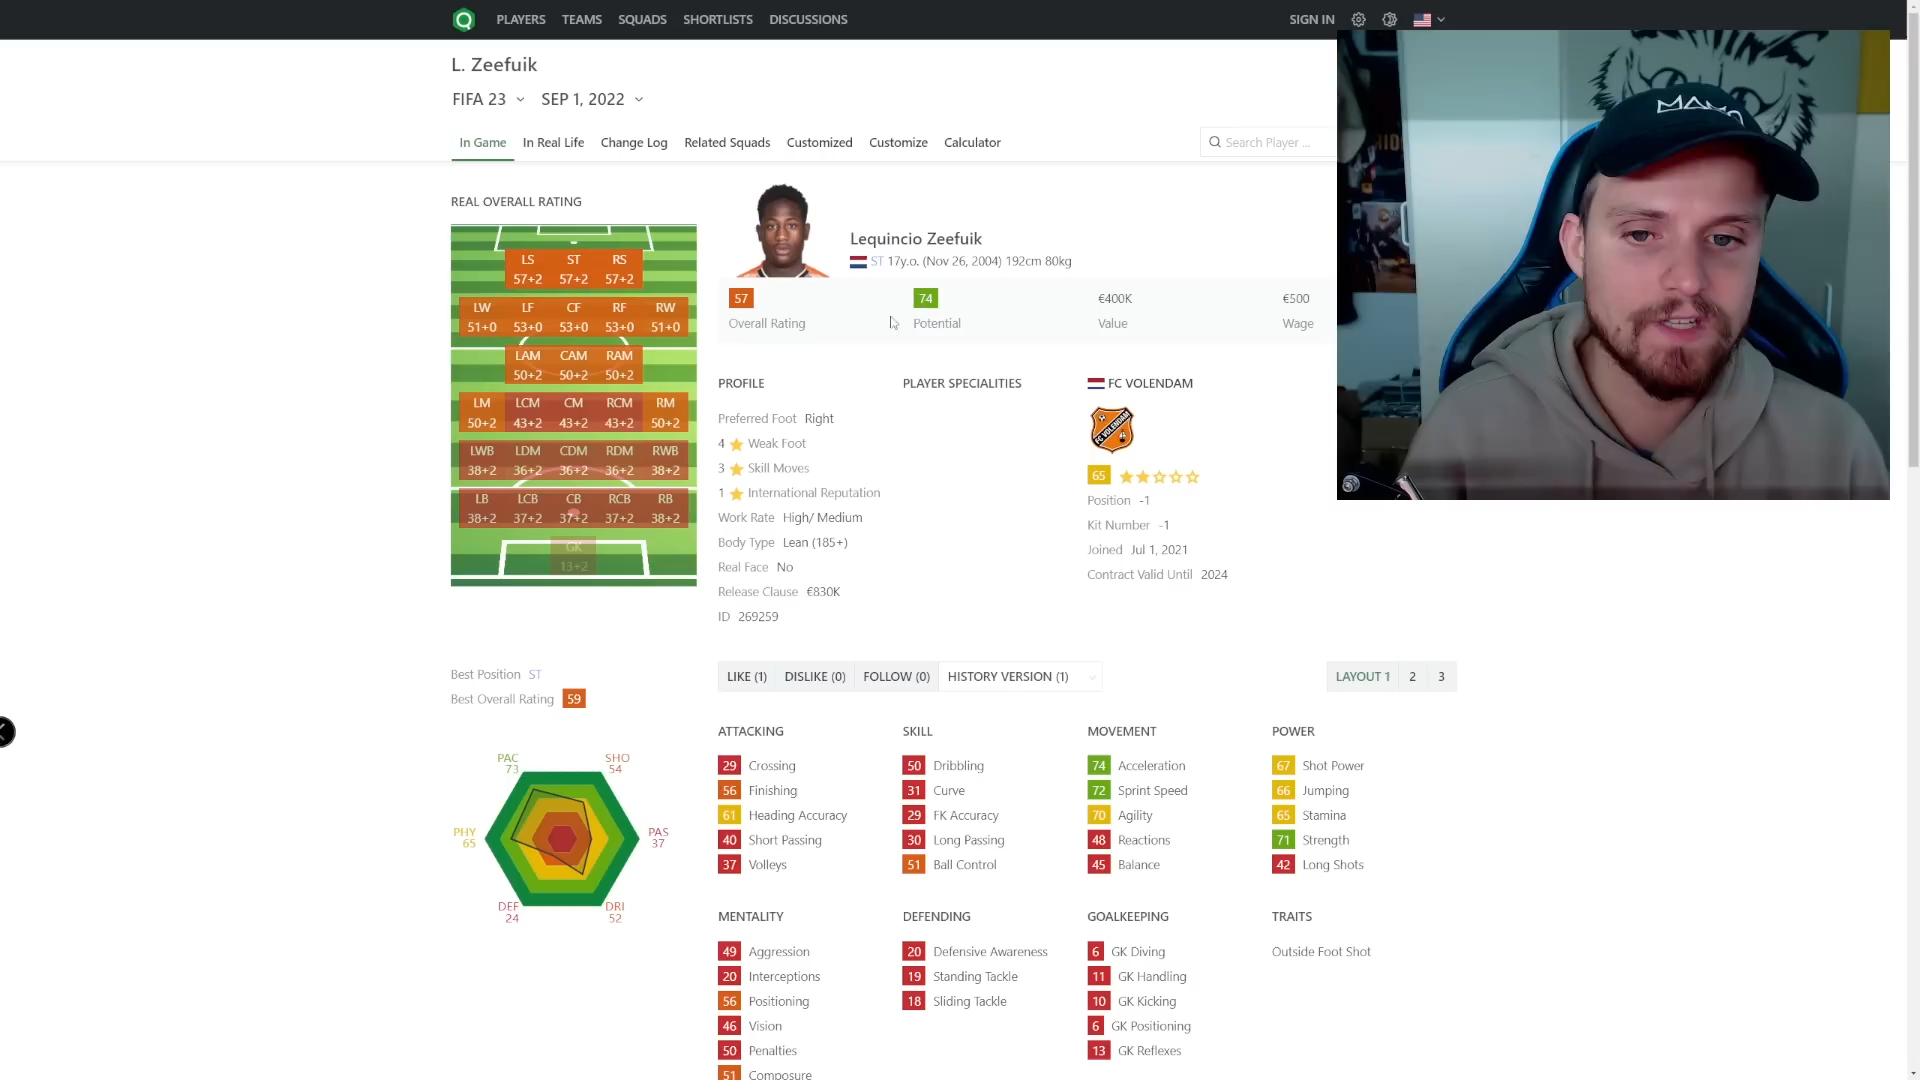 PLAYERS TEAMS SQUADS SHORTLISTS DISCUSSIONS SIGN IN
L. Zeefuik
FIFA 23 SEP 1, 2022
In Game In Real Life Change Log Related Squads Customized Customize Calculator Search Player ...
REAL OVERALL RATING
LS ST RS
57+2 57+2 57+2
LW LF CF RF RW
51+0 53+0 53+0 53+0 51+0
LAM CAM RAM
50+2 50+2 50+2
LM LCM CM RCM RM
50+2 43+2 43+2 43+2 50+2
LWB LDM CDM RDM RWB
38+2 36+2 36+2 36+2 38+2
LB LCB CB RCB RB
38+2 37+2 37+2 37+2 38+2
GK
13+2
Lequincio Zeefuik
ST 17y.o. (Nov 26, 2004) 192cm 80kg
57 74 €400K €500
Overall Rating Potential Value Wage
PROFILE
Preferred Foot Right
4 Weak Foot
3 Skill Moves
1 International Reputation
Work Rate High/ Medium
Body Type Lean (185+)
Real Face No
Release Clause €830K
ID 269259
PLAYER SPECIALITIES
FC VOLENDAM
FC VOLENDAM
65
Position -1
Kit Number -1
Joined Jul 1, 2021
Contract Valid Until 2024
Best Position ST
Best Overall Rating 59
LIKE (1) DISLIKE (0) FOLLOW (0) HISTORY VERSION (1) LAYOUT 1 2 3
PAC
73
SHO
54
PHY
65
PAS
37
DEF
24
DRI
52
ATTACKING
29 Crossing
56 Finishing
61 Heading Accuracy
40 Short Passing
37 Volleys
SKILL
50 Dribbling
31 Curve
29 FK Accuracy
30 Long Passing
51 Ball Control
MOVEMENT
74 Acceleration
72 Sprint Speed
70 Agility
48 Reactions
45 Balance
POWER
67 Shot Power
66 Jumping
65 Stamina
71 Strength
42 Long Shots
MENTALITY
49 Aggression
20 Interceptions
56 Positioning
46 Vision
50 Penalties
51 Composure
DEFENDING
20 Defensive Awareness
19 Standing Tackle
18 Sliding Tackle
GOALKEEPING
6 GK Diving
11 GK Handling
10 GK Kicking
6 GK Positioning
13 GK Reflexes
TRAITS
Outside Foot Shot